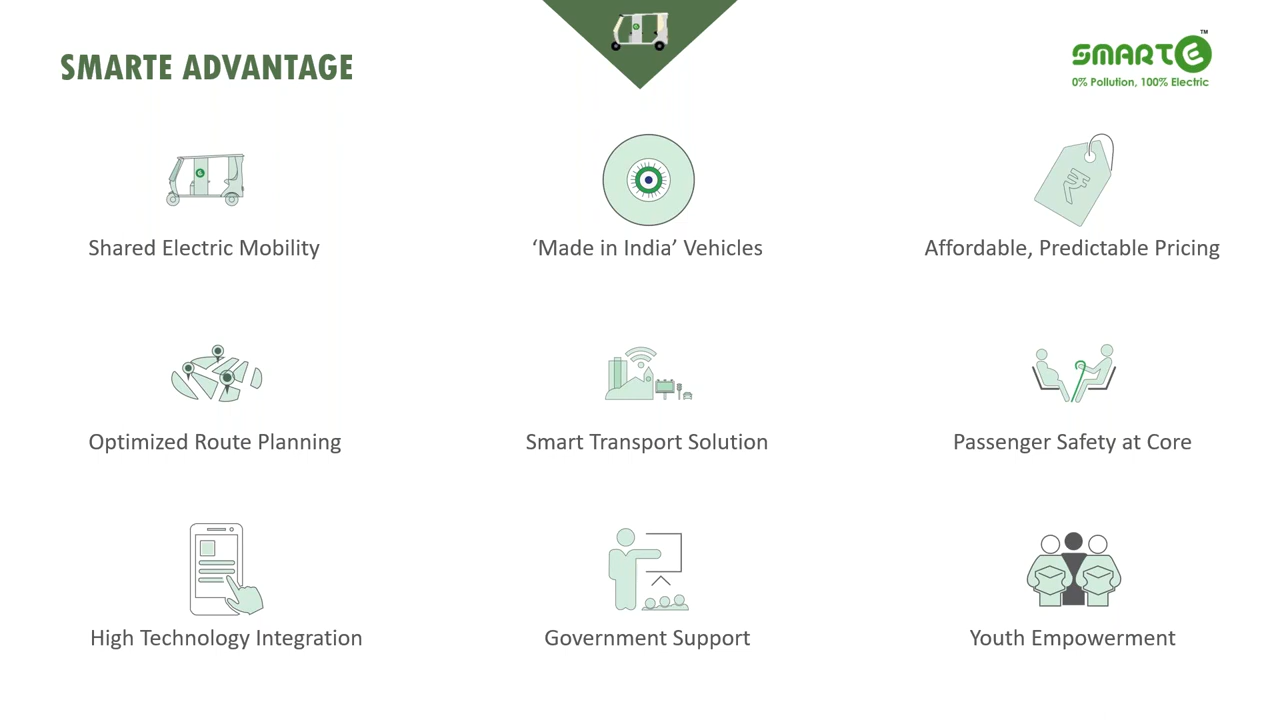 SMARTE ADVANTAGE
SMARTE™
0% Pollution, 100% Electric
₹
Shared Electric Mobility
‘Made in India’ Vehicles
Affordable, Predictable Pricing
Optimized Route Planning
Smart Transport Solution
Passenger Safety at Core
High Technology Integration
Government Support
Youth Empowerment